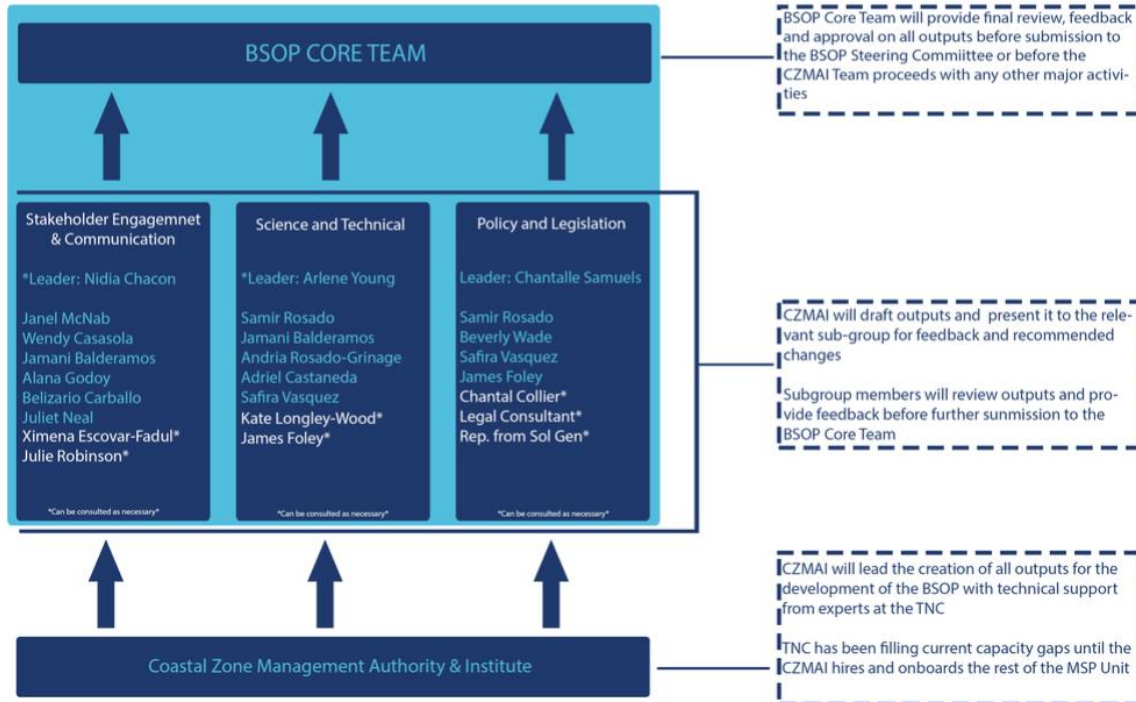 BSOP CORE TEAM
BSOP Core Team will provide final review, feedback
and approval on all outputs before submission to
the BSOP Steering Commiittee or before the
CZMAI Team proceeds with any other major activi-
ties
Stakeholder Engagemnet
& Communication
*Leader: Nidia Chacon
Janel McNab
Wendy Casasola
Jamani Balderamos
Alana Godoy
Belizario Carballo
Juliet Neal
Ximena Escovar-Fadul*
Julie Robinson*
*Can be consulted as necessary*
Science and Technical
*Leader: Arlene Young
Samir Rosado
Jamani Balderamos
Andria Rosado-Grinage
Adriel Castaneda
Safira Vasquez
Kate Longley-Wood*
James Foley*
*Can be consulted as necessary*
Policy and Legislation
Leader: Chantalle Samuels
Samir Rosado
Beverly Wade
Safira Vasquez
James Foley
Chantal Collier*
Legal Consultant*
Rep. from Sol Gen*
*Can be consulted as necessary*
CZMAI will draft outputs and present it to the rele-
vant sub-group for feedback and recommended
changes
Subgroup members will review outputs and pro-
vide feedback before further sunmission to the
BSOP Core Team
Coastal Zone Management Authority & Institute
CZMAI will lead the creation of all outputs for the
development of the BSOP with technical support
from experts at the TNC
TNC has been filling current capacity gaps until the
CZMAI hires and onboards the rest of the MSP Unit